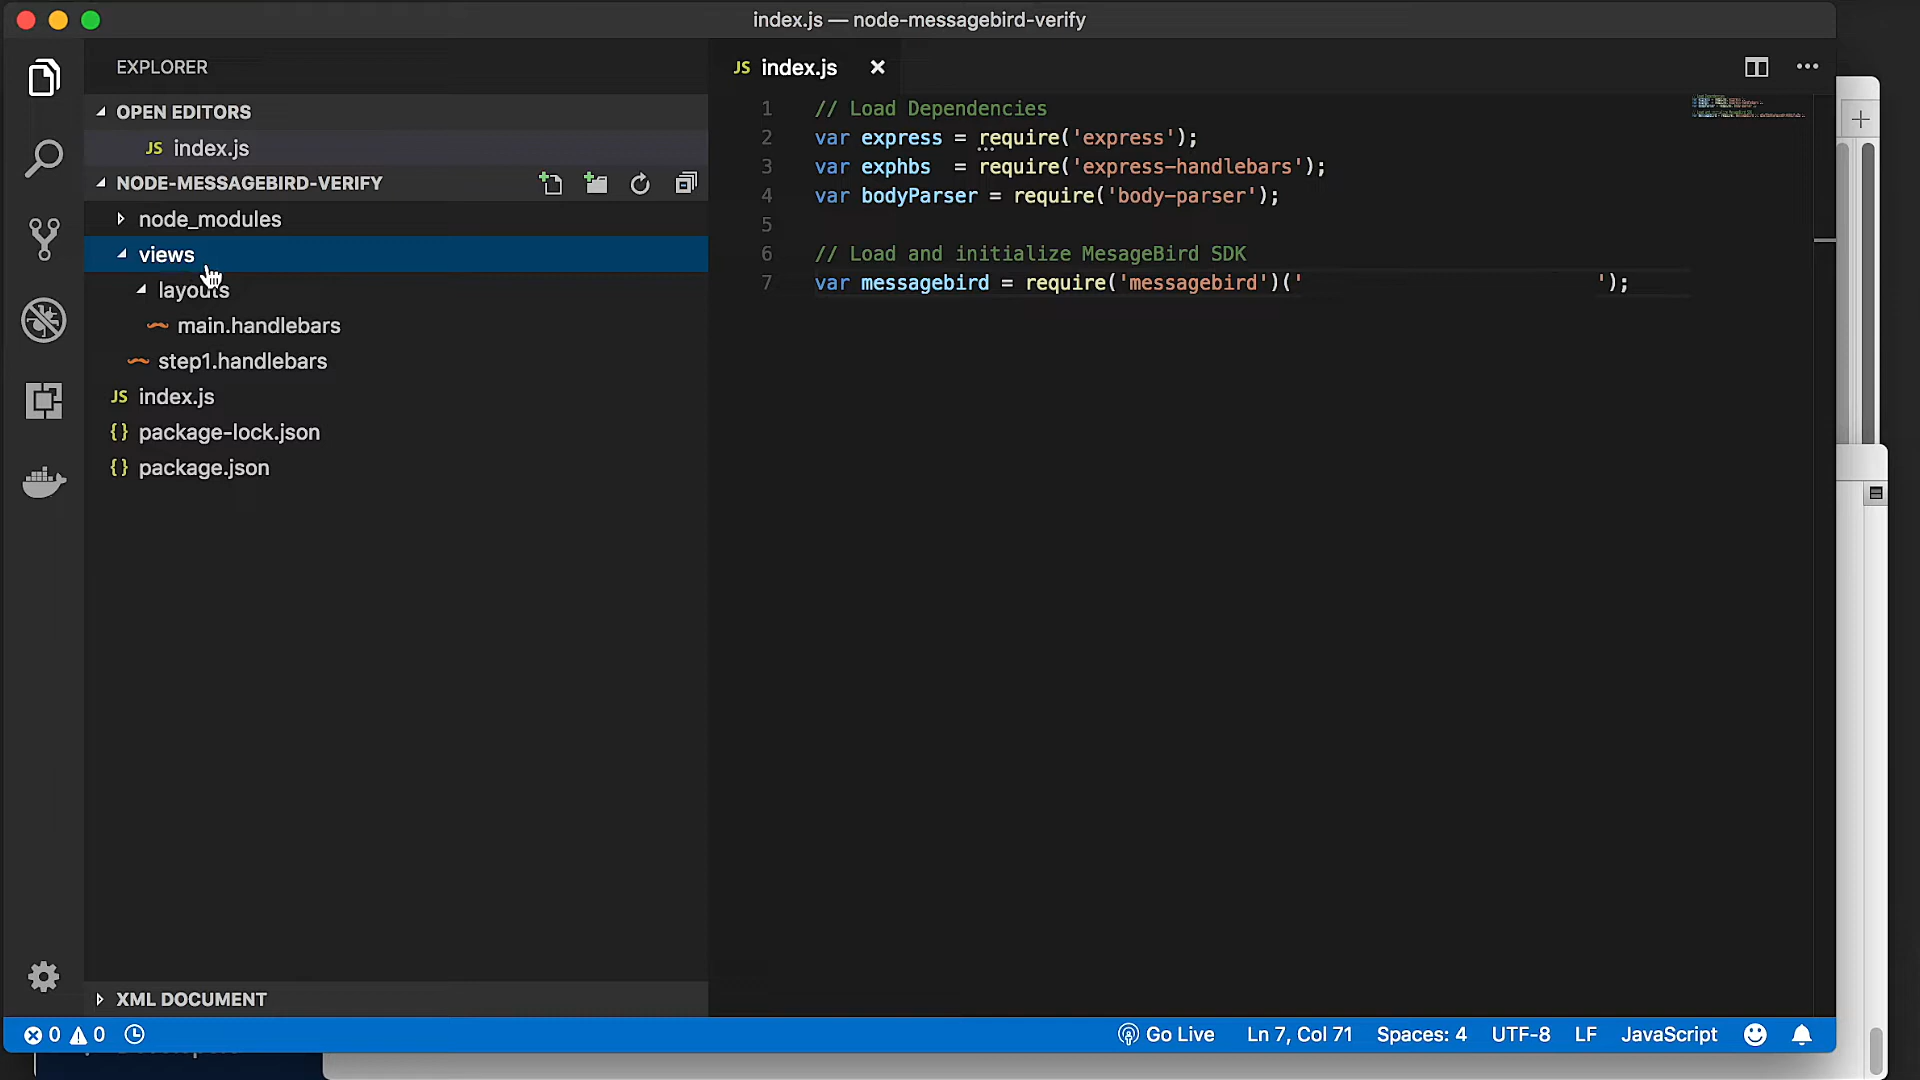 index.js — node-messagebird-verify
EXPLORER
OPEN EDITORS
JS index.js
NODE-MESSAGEBIRD-VERIFY
node_modules
views
layouts
main.handlebars
step1.handlebars
JS index.js
{} package-lock.json
{} package.json
XML DOCUMENT
JS index.js
1 // Load Dependencies
2 var express = require('express');
3 var exphbs  = require('express-handlebars');
4 var bodyParser = require('body-parser');
5
6 // Load and initialize MesageBird SDK
7 var messagebird = require('messagebird')('                         ');
0 0 Go Live Ln 7, Col 71 Spaces: 4 UTF-8 LF JavaScript